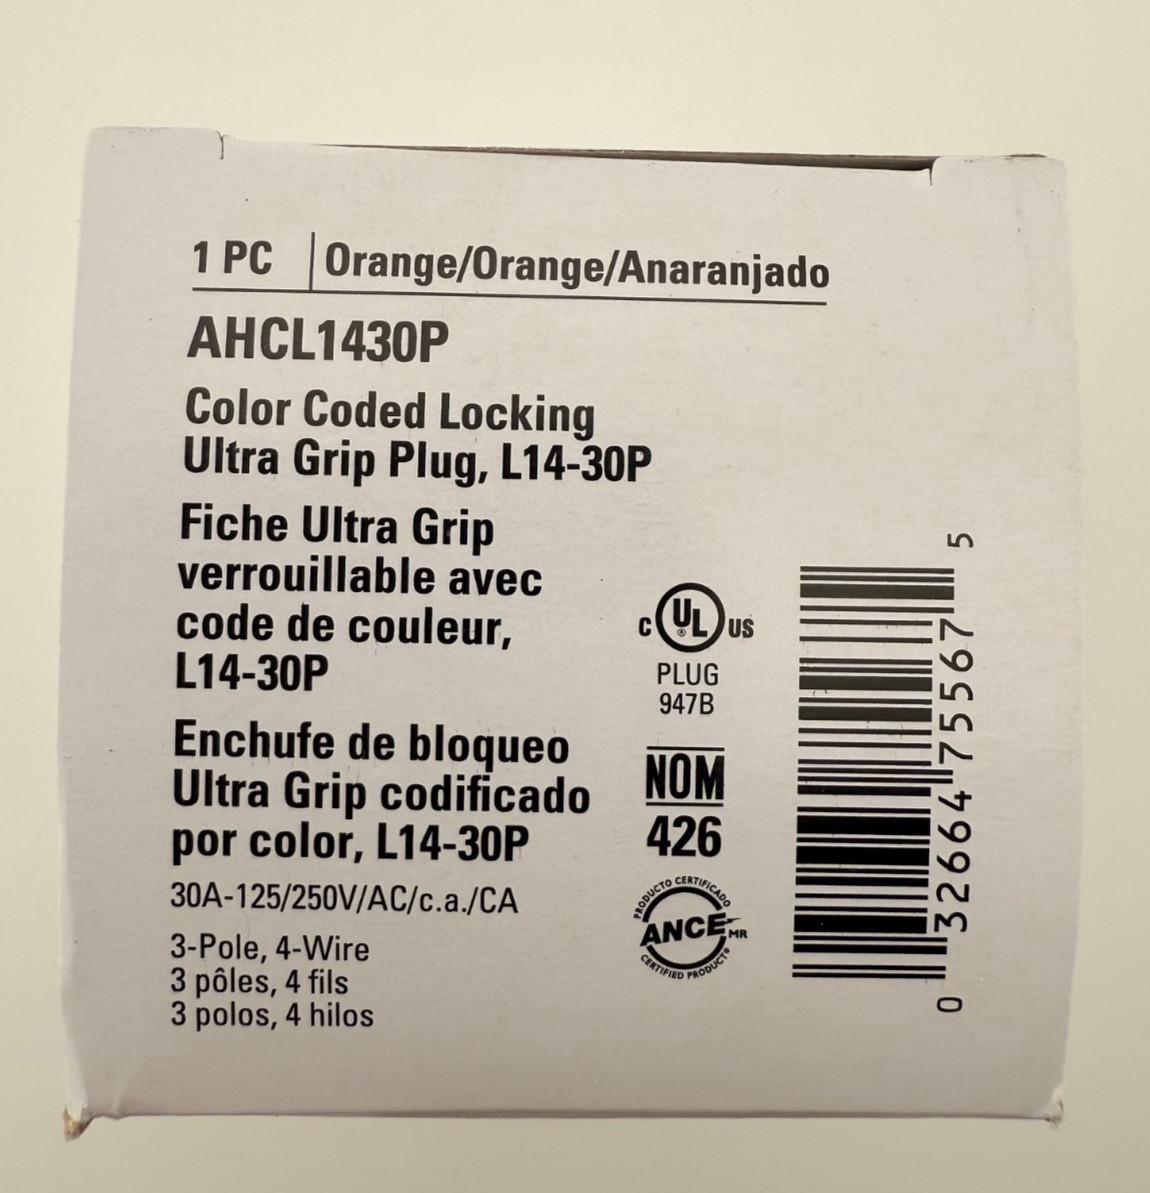 1 PC | Orange/Orange/Anaranjado
AHCL1430P
Color Coded Locking
Ultra Grip Plug, L14-30P
Fiche Ultra Grip
verrouillable avec
code de couleur,
L14-30P
Enchufe de bloqueo
Ultra Grip codificado
por color, L14-30P
30A-125/250V/AC/c.a./CA
3-Pole, 4-Wire
3 pôles, 4 fils
3 polos, 4 hilos
C UL ® US
PLUG
947B
NOM
426
PRODUCTO CERTIFICADO
ANCE MR
CERTIFIED PRODUCT®
0 32664 75567 5